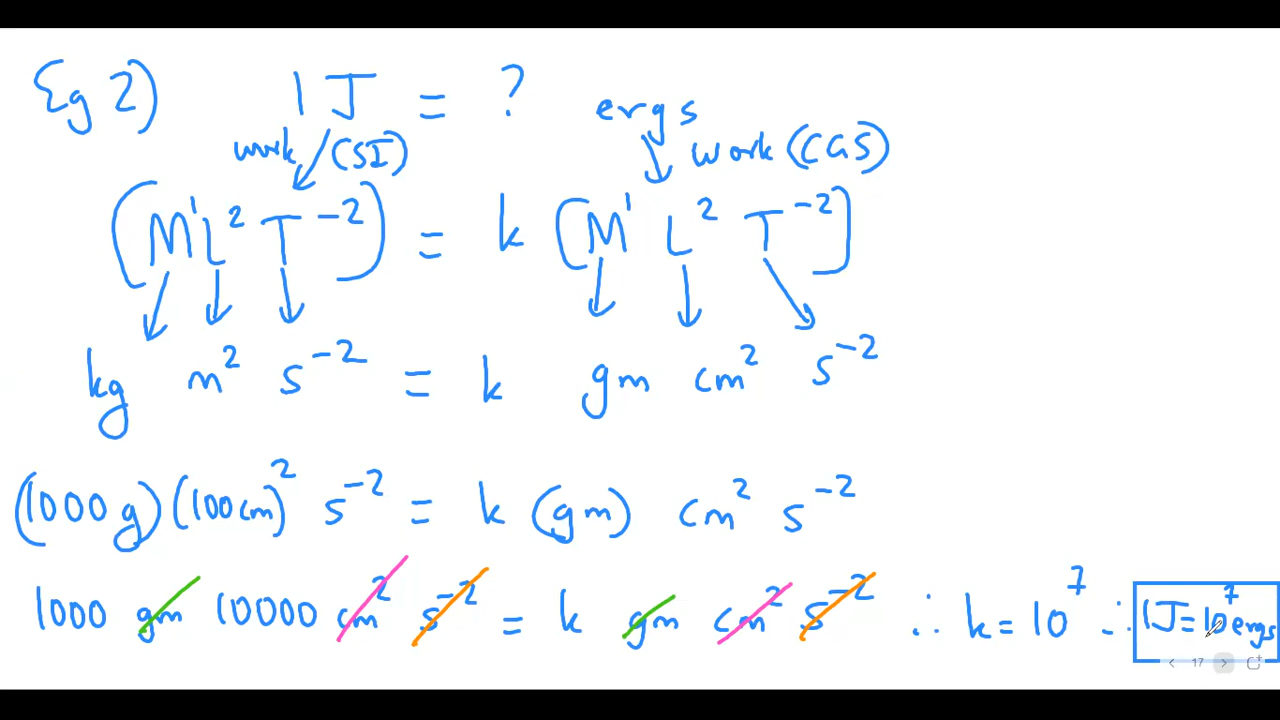 Eg 2) 1 J = ? ergs
work (SI) work (CGS)
(M¹ L² T⁻²) = k (M¹ L² T⁻²)
kg m² s⁻² = k gm cm² s⁻²
(1000 g) (100 cm)² s⁻² = k (gm) cm² s⁻²
1000 gm 10000 cm² s⁻² = k gm cm² s⁻² ∴ k = 10⁷ ∴ 1J = 10⁷ ergs
17